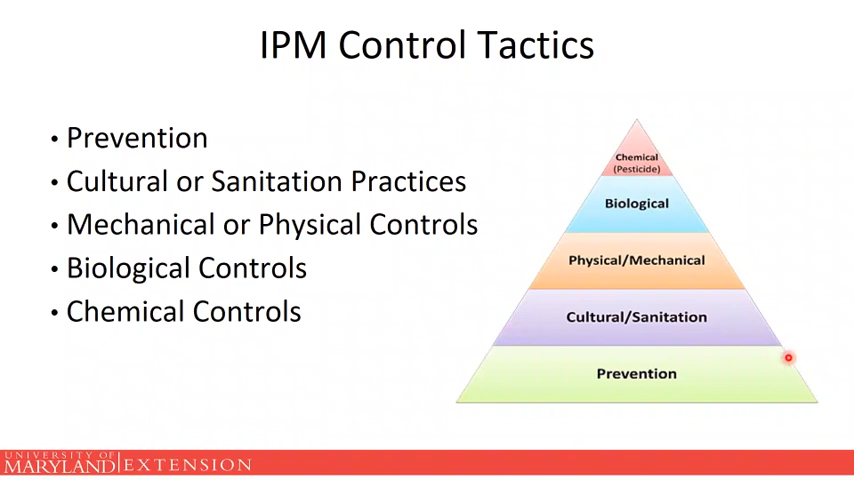 IPM Control Tactics
• Prevention
• Cultural or Sanitation Practices
• Mechanical or Physical Controls
• Biological Controls
• Chemical Controls
Chemical
(Pesticide)
Biological
Physical/Mechanical
Cultural/Sanitation
Prevention
UNIVERSITY OF
MARYLAND EXTENSION